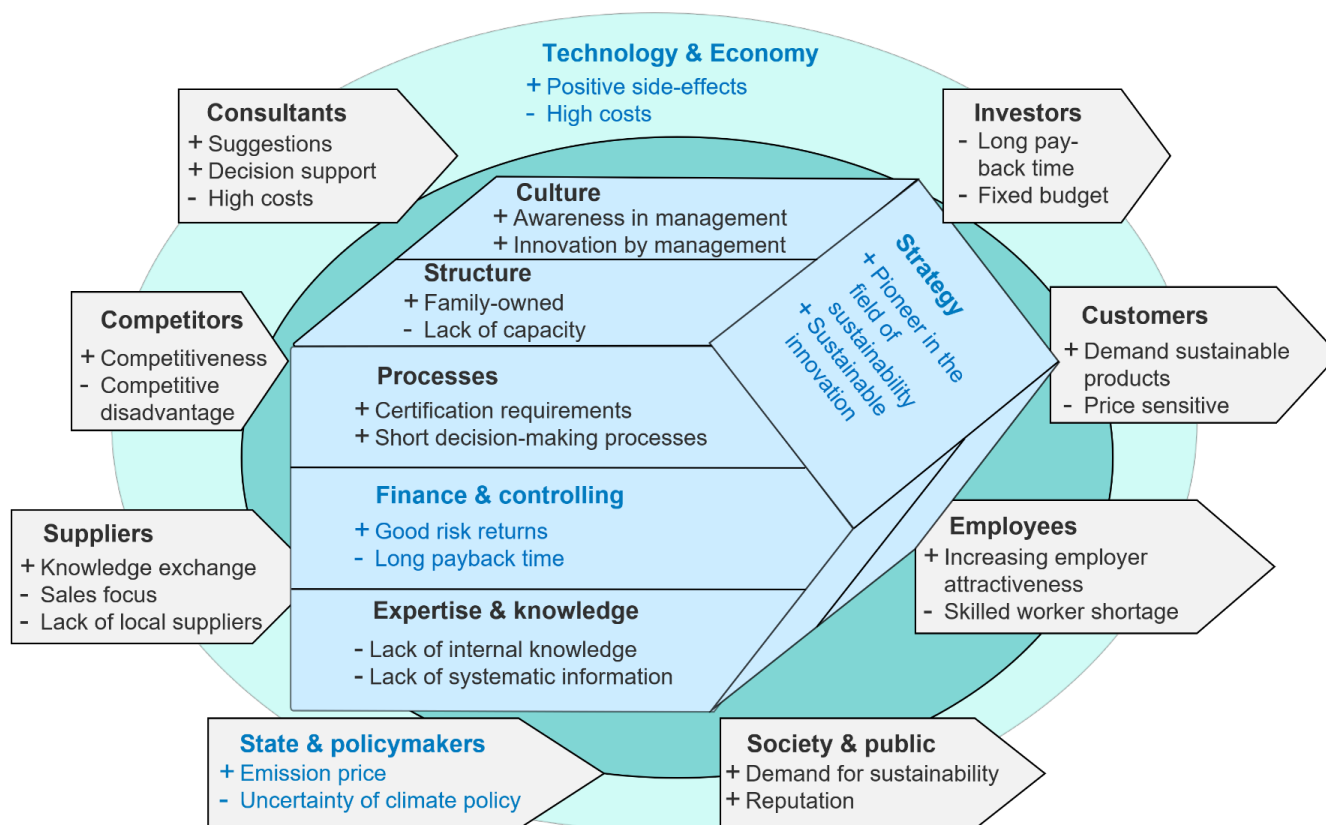 Technology & Economy
+ Positive side-effects
- High costs
Consultants
+ Suggestions
+ Decision support
- High costs
Investors
- Long pay-
back time
- Fixed budget
Culture
+ Awareness in management
+ Innovation by management
Structure
+ Family-owned
- Lack of capacity
Strategy
+ Pioneer in the
field of
sustainability
+ Sustainable
innovation
Competitors
+ Competitiveness
- Competitive
disadvantage
Customers
+ Demand sustainable
products
- Price sensitive
Processes
+ Certification requirements
+ Short decision-making processes
Finance & controlling
+ Good risk returns
- Long payback time
Suppliers
+ Knowledge exchange
- Sales focus
- Lack of local suppliers
Employees
+ Increasing employer
attractiveness
- Skilled worker shortage
Expertise & knowledge
- Lack of internal knowledge
- Lack of systematic information
State & policymakers
+ Emission price
- Uncertainty of climate policy
Society & public
+ Demand for sustainability
+ Reputation